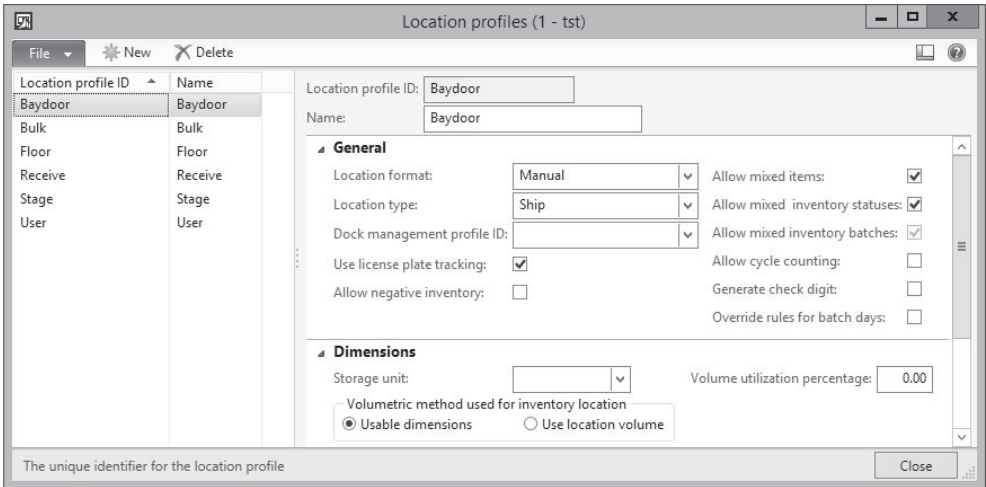 Location profiles (1 - tst)
File New Delete
Location profile ID Name
Baydoor Baydoor
Bulk Bulk
Floor Floor
Receive Receive
Stage Stage
User User
Location profile ID: Baydoor
Name: Baydoor
General
Location format: Manual
Location type: Ship
Dock management profile ID:
Use license plate tracking:
Allow negative inventory:
Allow mixed items:
Allow mixed inventory statuses:
Allow mixed inventory batches:
Allow cycle counting:
Generate check digit:
Override rules for batch days:
Dimensions
Storage unit:
Volume utilization percentage: 0.00
Volumetric method used for inventory location
Usable dimensions Use location volume
The unique identifier for the location profile
Close